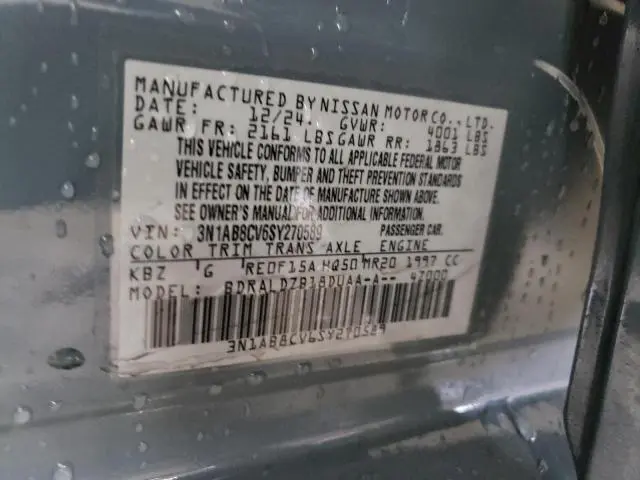 MANUFACTURED BY NISSAN MOTOR CO., LTD.
DATE: 12/24 GVWR: 4001 LBS
GAWR FR: 2161 LBS GAWR RR: 1863 LBS
THIS VEHICLE CONFORMS TO ALL APPLICABLE FEDERAL MOTOR
VEHICLE SAFETY, BUMPER AND THEFT PREVENTION STANDARDS
IN EFFECT ON THE DATE OF MANUFACTURE SHOWN ABOVE.
SEE OWNER'S MANUAL FOR ADDITIONAL INFORMATION.
VIN: 3N1AB8CV6SY270589 PASSENGER CAR.
COLOR TRIM TRANS AXLE ENGINE
KBZ G RE0F15A HQ50 MR20 1997 CC
MODEL: BDRALDZB18DUAA-A-- 47000
3N1AB8CV6SY270589